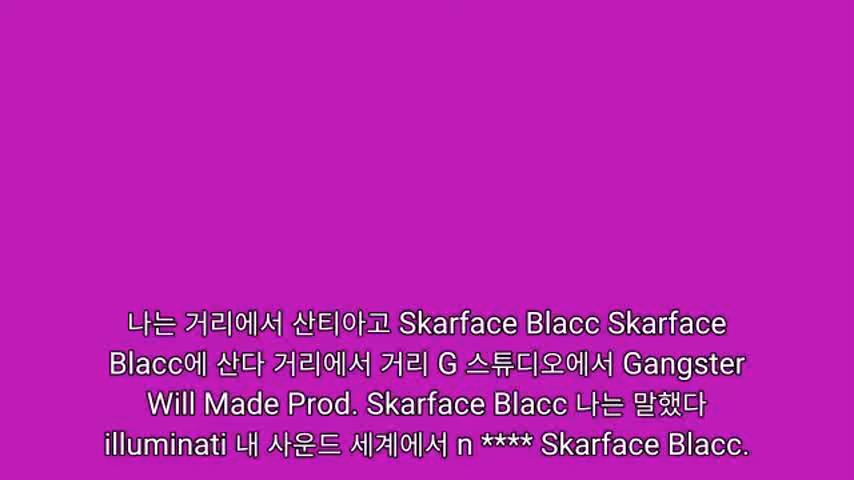 나는 거리에서 산티아고 Skarface Blacc Skarface
Blacc에 산다 거리에서 거리 G 스튜디오에서 Gangster
Will Made Prod. Skarface Blacc 나는 말했다
illuminati 내 사운드 세계에서 n **** Skarface Blacc.